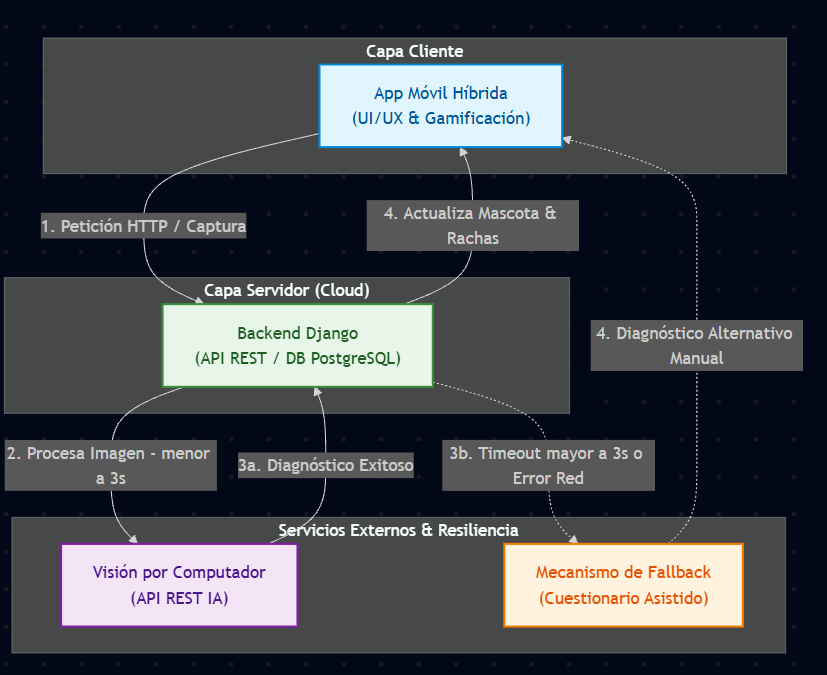 Capa Cliente
App Móvil Híbrida
(UI/UX & Gamificación)
1. Petición HTTP / Captura
4. Actualiza Mascota &
Rachas
Capa Servidor (Cloud)
Backend Django
(API REST / DB PostgreSQL)
4. Diagnóstico Alternativo
Manual
2. Procesa Imagen - menor
a 3s
3a. Diagnóstico Exitoso
3b. Timeout mayor a 3s o
Error Red
Servicios Externos & Resiliencia
Visión por Computador
(API REST IA)
Mecanismo de Fallback
(Cuestionario Asistido)